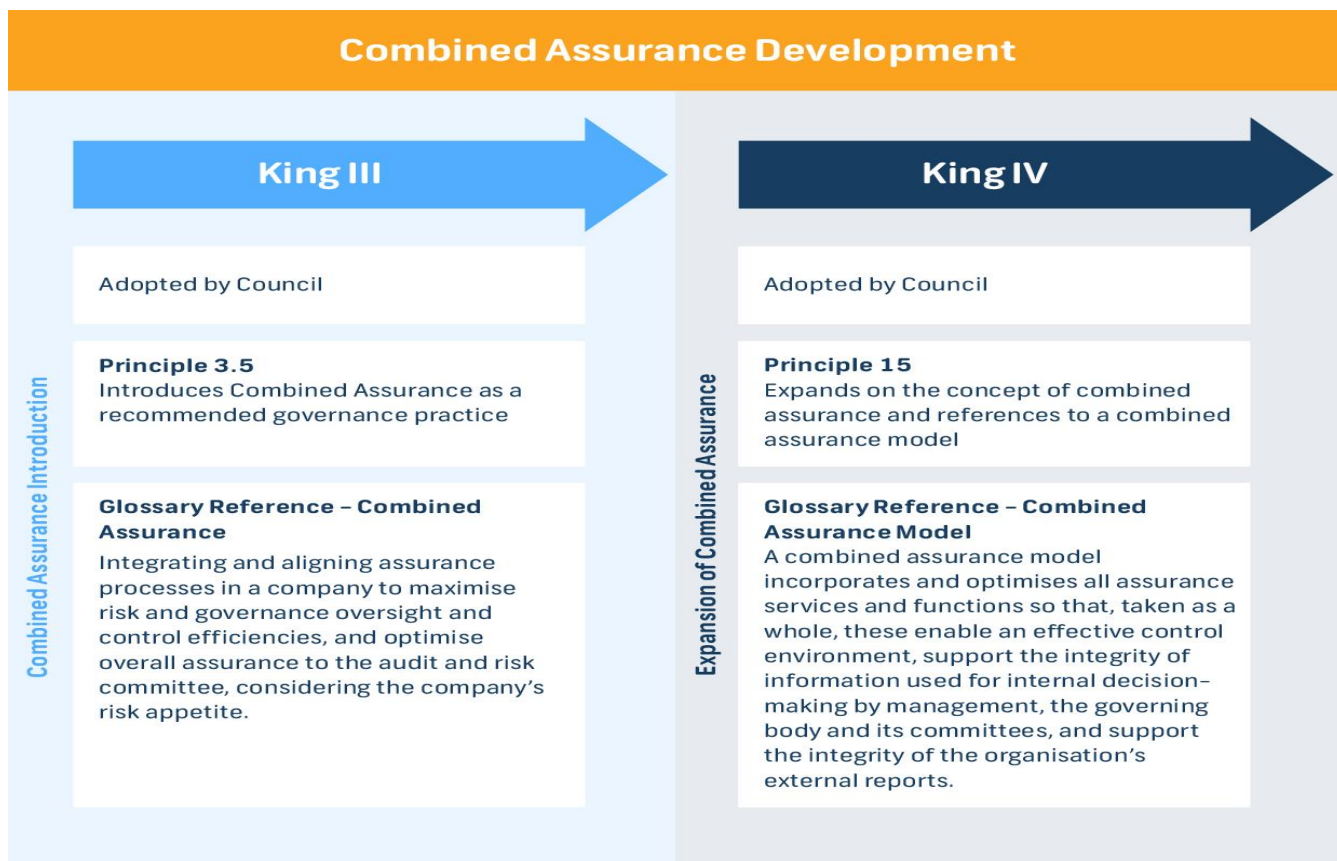 Combined Assurance Development
King III
Adopted by Council
Principle 3.5
Introduces Combined Assurance as a
recommended governance practice
Glossary Reference – Combined
Assurance
Integrating and aligning assurance
processes in a company to maximise
risk and governance oversight and
control efficiencies, and optimise
overall assurance to the audit and risk
committee, considering the company’s
risk appetite.
Combined Assurance Introduction
King IV
Adopted by Council
Principle 15
Expands on the concept of combined
assurance and references to a combined
assurance model
Glossary Reference – Combined
Assurance Model
A combined assurance model
incorporates and optimises all assurance
services and functions so that, taken as a
whole, these enable an effective control
environment, support the integrity of
information used for internal decision–
making by management, the governing
body and its committees, and support
the integrity of the organisation’s
external reports.
Expansion of Combined Assurance